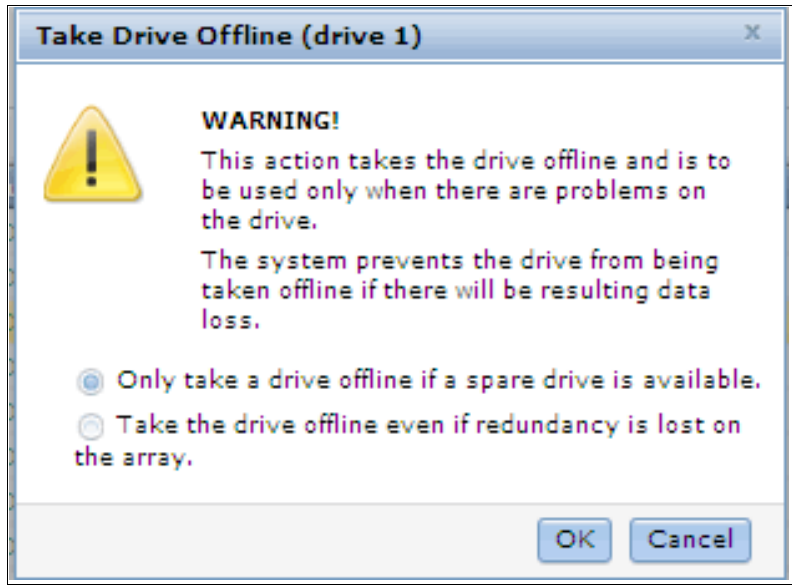 Take Drive Offline (drive 1)
x
WARNING!
This action takes the drive offline and is to
be used only when there are problems on
the drive.
The system prevents the drive from being
taken offline if there will be resulting data
loss.
Only take a drive offline if a spare drive is available.
Take the drive offline even if redundancy is lost on
the array.
OK Cancel